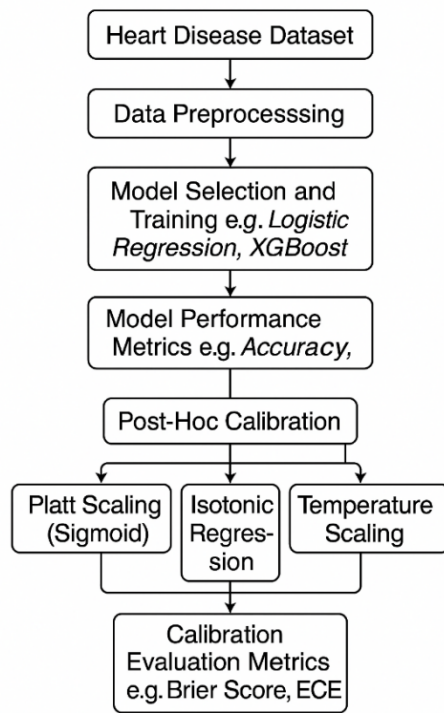 Heart Disease Dataset
Data Preprocesssing
Model Selection and
Training e.g. Logistic
Regression, XGBoost
Model Performance
Metrics e.g. Accuracy,
Post-Hoc Calibration
Platt Scaling
(Sigmoid)
Isotonic
Regres-
sion
Temperature
Scaling
Calibration
Evaluation Metrics
e.g. Brier Score, ECE